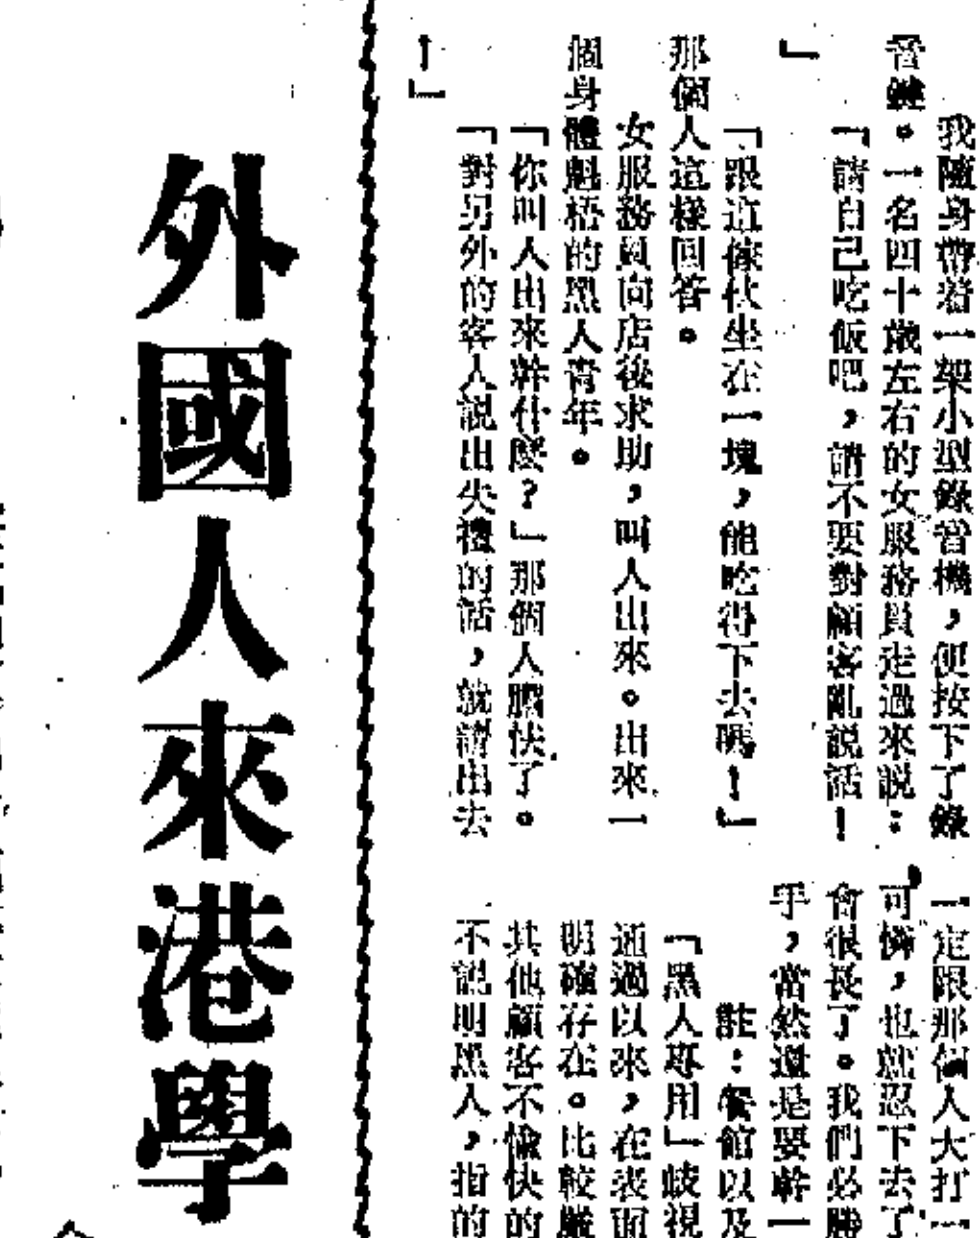 我隨身帶着一架小型錄音機，便按下了錄
音鍵。一名四十歲左右的女服務員走過來說：
「請自己吃飯吧，請不要對顧客亂說話！
」
「跟這傢伙坐在一塊，能吃得下去嗎！」
那個人這樣回答。
女服務員向店後求助，叫人出來。出來一
個身體魁梧的黑人青年。
「你叫人出來幹什麼？」那個人膽怯了。
「對另外的客人說出失禮的話，就請出去
！」
一定跟那個人大打一
可憐，也就忍下去了，
會很長了。我們必勝
乎，當然還是要幹一
註：餐館以及
「黑人專用」歧視
通過以來，在表面
明確存在。比較嚴
其他顧客不愉快的
不說明黑人，指的
外國人來港學